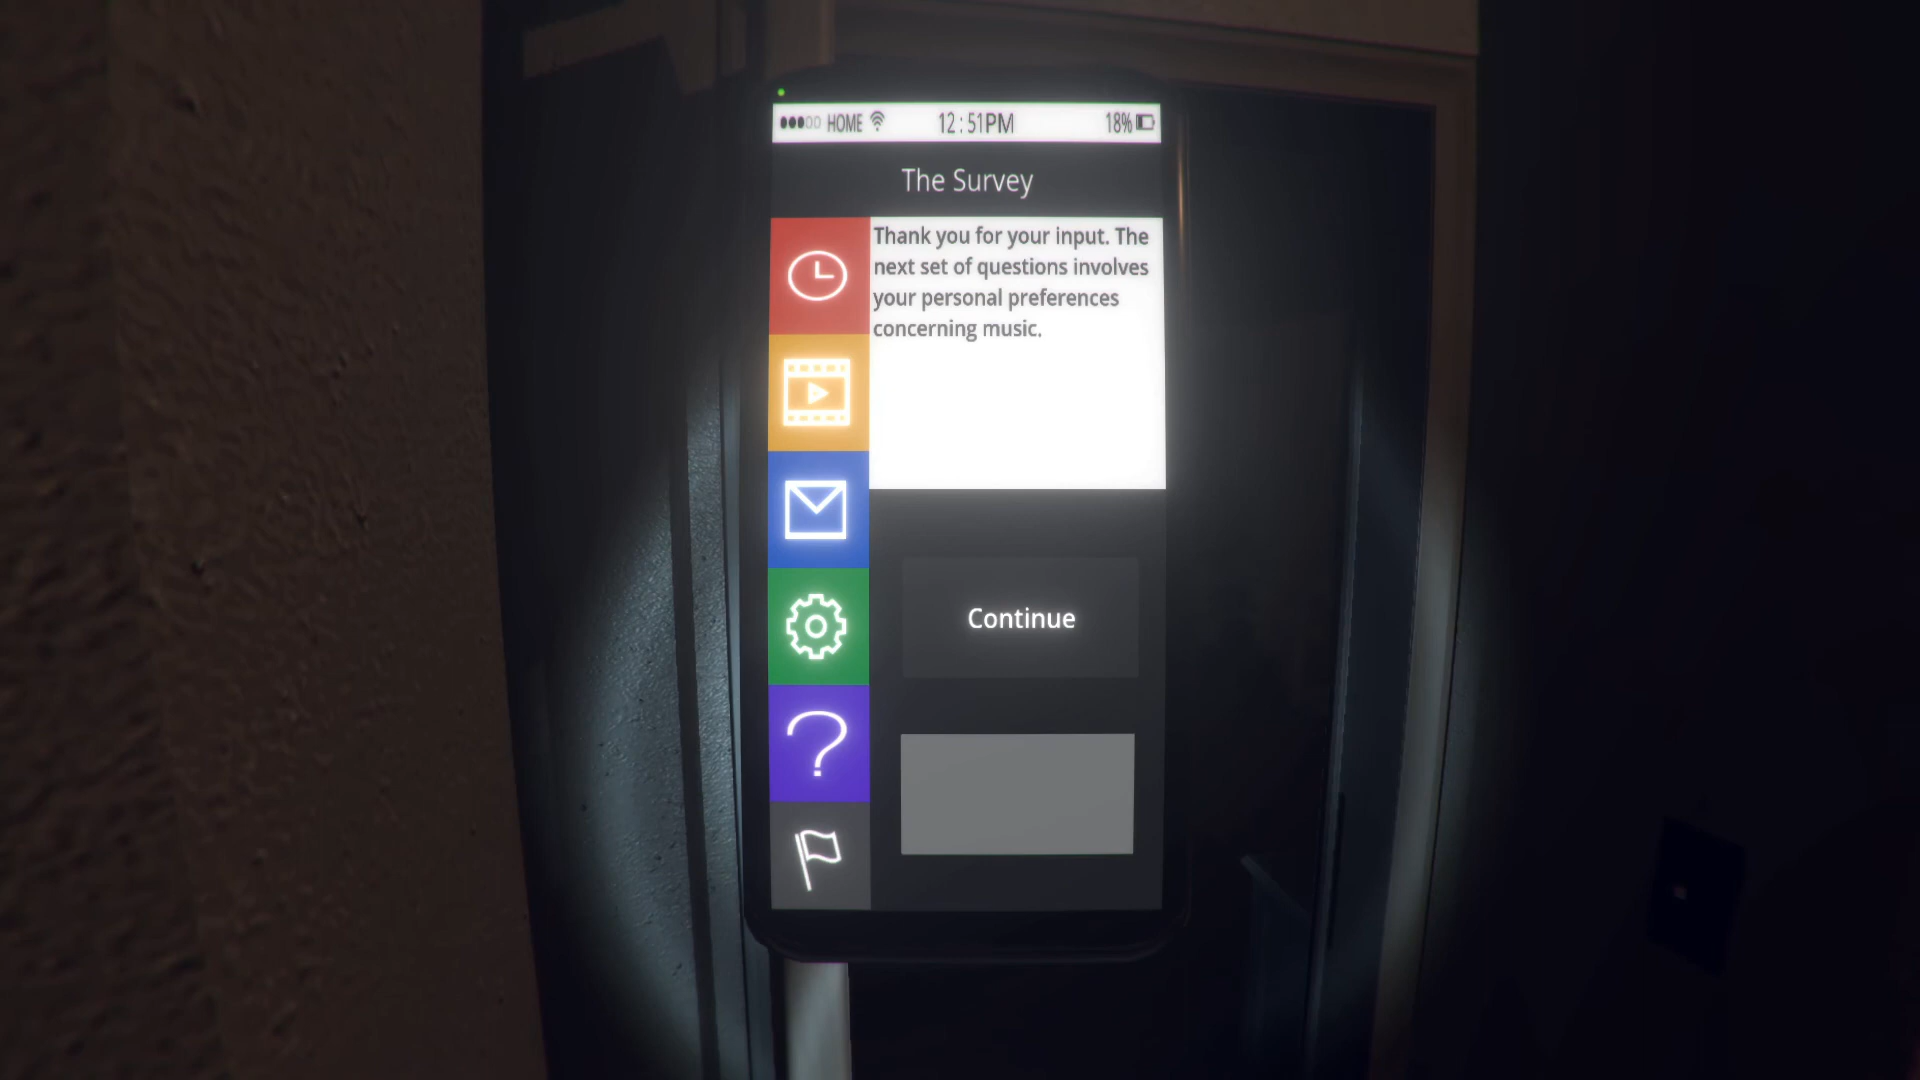 HOME 12:51PM 18%
The Survey
Thank you for your input. The
next set of questions involves
your personal preferences
concerning music.
Continue